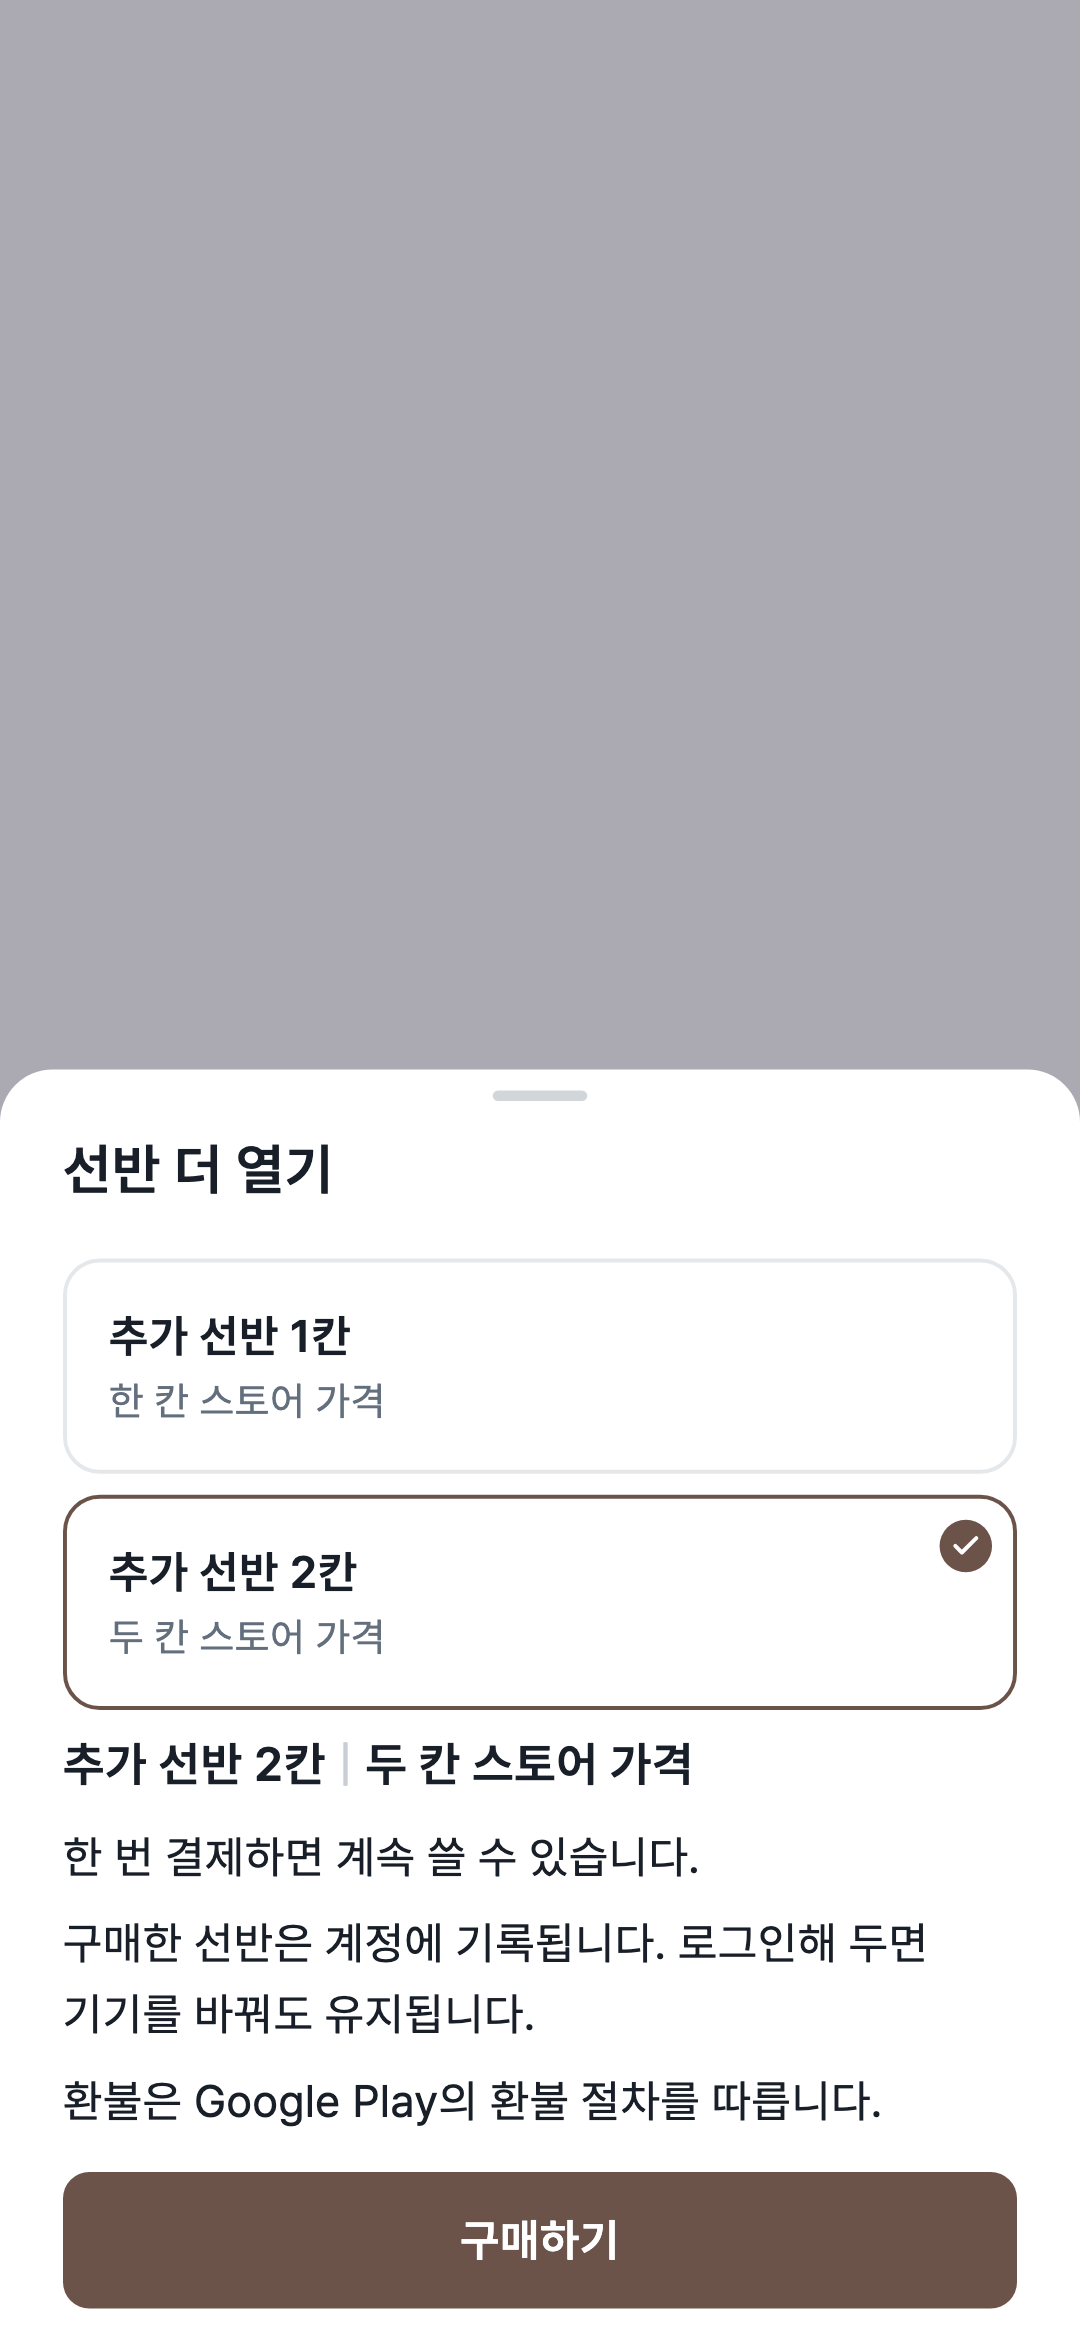 선반 더 열기
추가 선반 1칸
한 칸 스토어 가격
추가 선반 2칸
두 칸 스토어 가격
추가 선반 2칸 | 두 칸 스토어 가격
한 번 결제하면 계속 쓸 수 있습니다.
구매한 선반은 계정에 기록됩니다. 로그인해 두면
기기를 바꿔도 유지됩니다.
환불은 Google Play의 환불 절차를 따릅니다.
구매하기